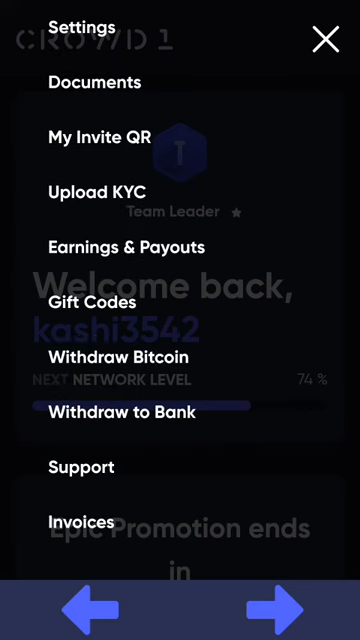 CROWD 1
Settings
Documents
My Invite QR
T
Upload KYC
Team Leader
Earnings & Payouts
Welcome back,
Gift Codes
kashi3542
Withdraw Bitcoin
NEXT NETWORK LEVEL 74 %
Withdraw to Bank
Support
Invoices
Epic Promotion ends
in